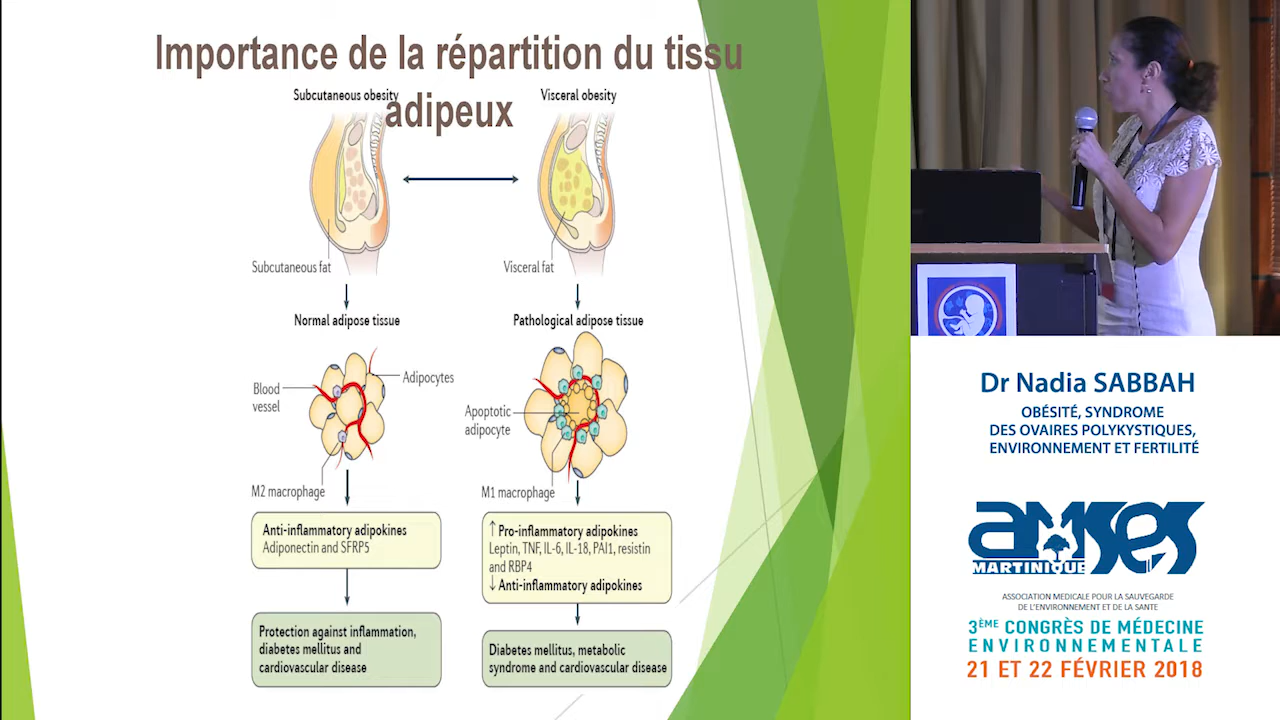 Importance de la répartition du tissu
adipeux
Subcutaneous obesity
Visceral obesity
Subcutaneous fat
Visceral fat
Normal adipose tissue
Pathological adipose tissue
Blood
vessel
Adipocytes
Apoptotic
adipocyte
M2 macrophage
M1 macrophage
Anti-inflammatory adipokines
Adiponectin and SFRP5
↑ Pro-inflammatory adipokines
Leptin, TNF, IL-6, IL-18, PAI1, resistin
and RBP4
↓ Anti-inflammatory adipokines
Protection against inflammation,
diabetes mellitus and
cardiovascular disease
Diabetes mellitus, metabolic
syndrome and cardiovascular disease
Dr Nadia SABBAH
OBÉSITÉ, SYNDROME
DES OVAIRES POLYKYSTIQUES,
ENVIRONNEMENT ET FERTILITÉ
AMSES
MARTINIQUE
ASSOCIATION MEDICALE POUR LA SAUVEGARDE
DE L'ENVIRONNEMENT ET DE LA SANTE
3ÈME CONGRÈS DE MÉDECINE
ENVIRONNEMENTALE
21 ET 22 FÉVRIER 2018